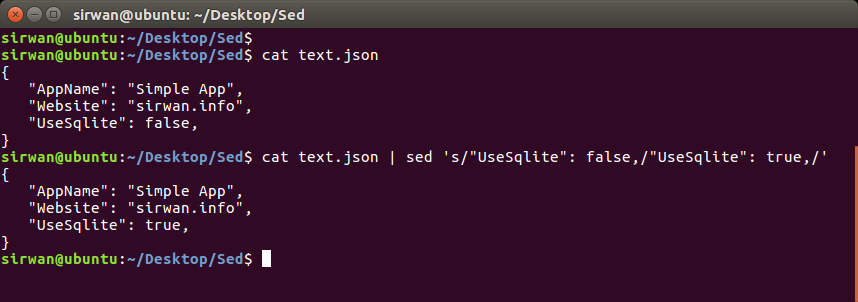 sirwan@ubuntu: ~/Desktop/Sed
sirwan@ubuntu:~/Desktop/Sed$
sirwan@ubuntu:~/Desktop/Sed$ cat text.json
{
   "AppName": "Simple App",
   "Website": "sirwan.info",
   "UseSqlite": false,
}
sirwan@ubuntu:~/Desktop/Sed$ cat text.json | sed 's/"UseSqlite": false,/"UseSqlite": true,/'
{
   "AppName": "Simple App",
   "Website": "sirwan.info",
   "UseSqlite": true,
}
sirwan@ubuntu:~/Desktop/Sed$